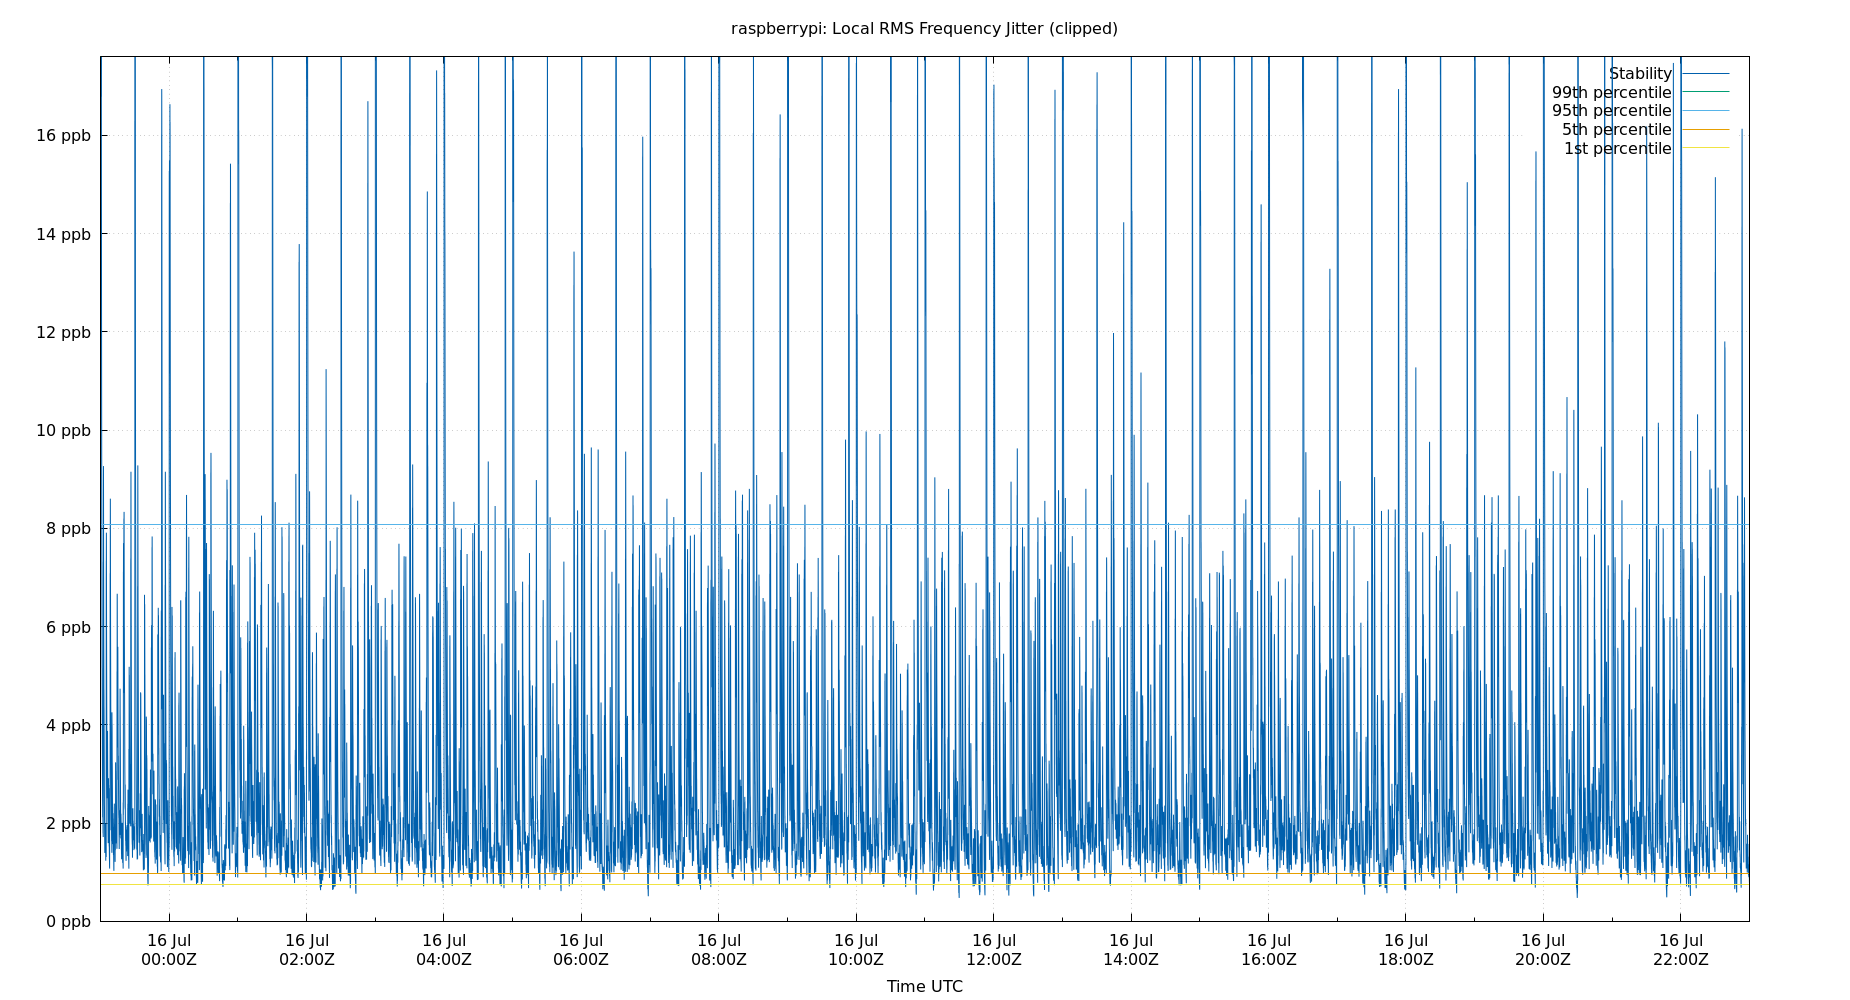 raspberrypi: Local RMS Frequency Jitter (clipped)
Stability
99th percentile
95th percentile
5th percentile
1st percentile
16 ppb
14 ppb
12 ppb
10 ppb
8 ppb
6 ppb
4 ppb
2 ppb
0 ppb
16 Jul 16 Jul 16 Jul 16 Jul 16 Jul 16 Jul 16 Jul 16 Jul 16 Jul 16 Jul 16 Jul 16 Jul
00:00Z 02:00Z 04:00Z 06:00Z 08:00Z 10:00Z 12:00Z 14:00Z 16:00Z 18:00Z 20:00Z 22:00Z
Time UTC